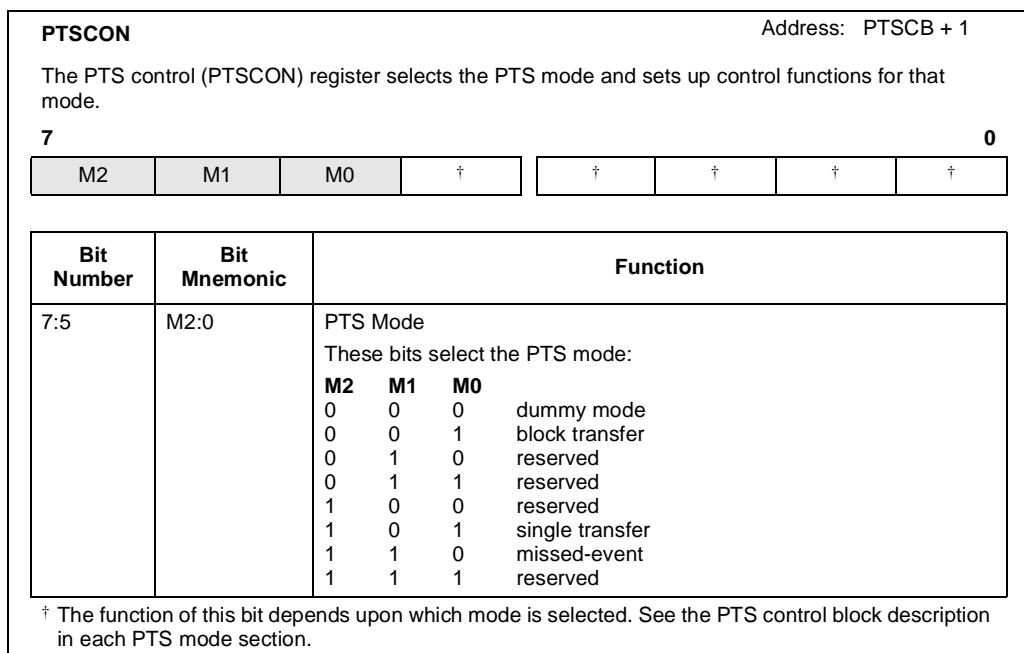 PTSCON Address: PTSCB + 1
The PTS control (PTSCON) register selects the PTS mode and sets up control functions for that
mode.
7 0
M2 M1 M0 † † † † †
Bit Number Bit Mnemonic Function
7:5 M2:0 PTS Mode
These bits select the PTS mode:
M2 M1 M0
0 0 0 dummy mode
0 0 1 block transfer
0 1 0 reserved
0 1 1 reserved
1 0 0 reserved
1 0 1 single transfer
1 1 0 missed-event
1 1 1 reserved
† The function of this bit depends upon which mode is selected. See the PTS control block description
in each PTS mode section.